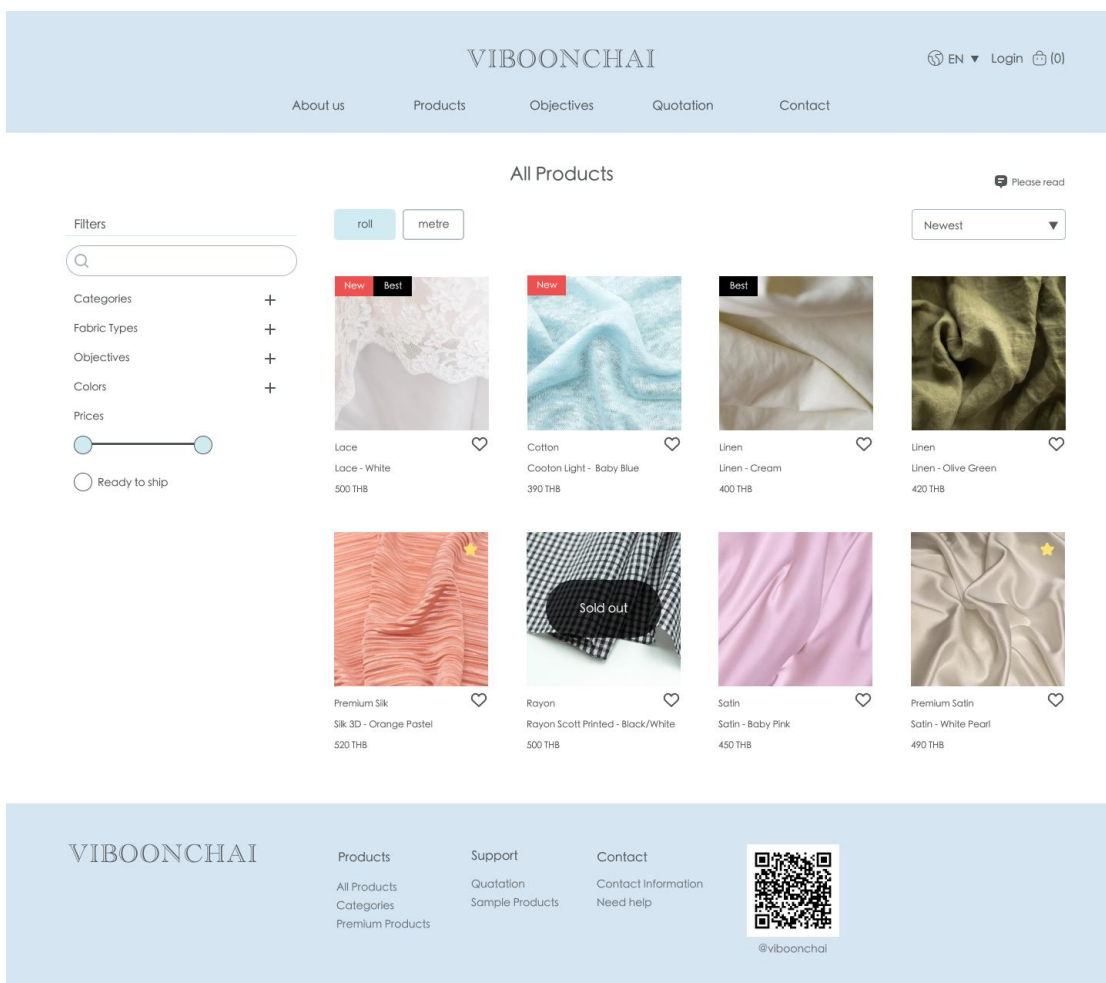 VIBOONCHAI
EN ▼ Login (0)
About us Products Objectives Quotation Contact
All Products
Please read
Filters
roll metre
Newest ▼
Categories +
Fabric Types +
Objectives +
Colors +
Prices
Ready to ship
New Best
Lace
Lace - White
500 THB
New
Cotton
Cooton Light - Baby Blue
390 THB
Best
Linen
Linen - Cream
400 THB
Linen
Linen - Olive Green
420 THB
Premium Silk
Silk 3D - Orange Pastel
520 THB
Sold out
Rayon
Rayon Scott Printed - Black/White
500 THB
Satin
Satin - Baby Pink
450 THB
Premium Satin
Satin - White Pearl
490 THB
VIBOONCHAI
Products
All Products
Categories
Premium Products
Support
Quatation
Sample Products
Contact
Contact Information
Need help
@viboonchai